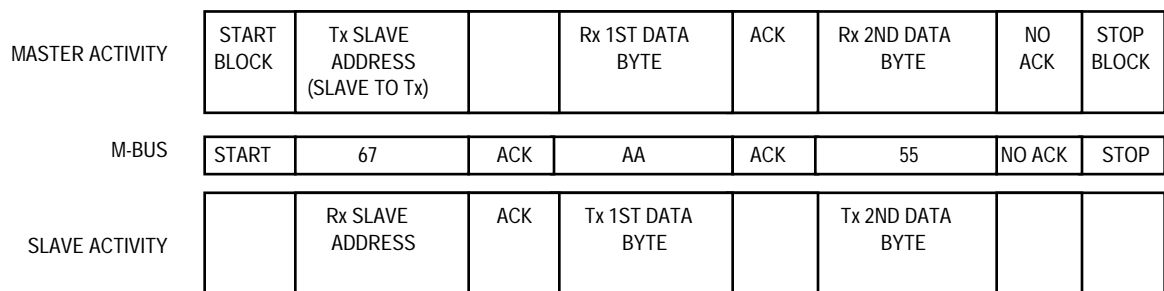 MASTER ACTIVITY
START BLOCK
Tx SLAVE ADDRESS (SLAVE TO Tx)
Rx 1ST DATA BYTE
ACK
Rx 2ND DATA BYTE
NO ACK
STOP BLOCK
M-BUS
START
67
ACK
AA
ACK
55
NO ACK
STOP
SLAVE ACTIVITY
Rx SLAVE ADDRESS
ACK
Tx 1ST DATA BYTE
Tx 2ND DATA BYTE